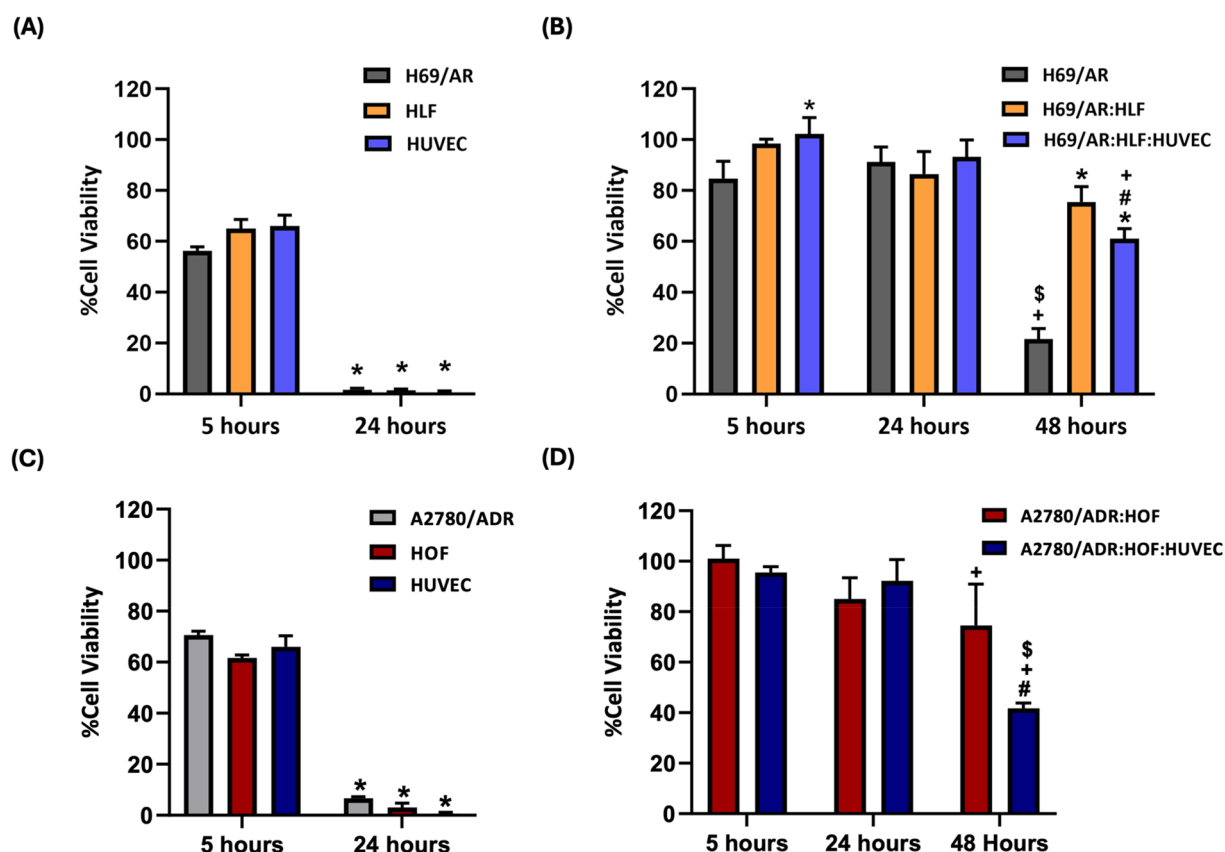 (A)
H69/AR
HLF
HUVEC
%Cell Viability
120
100
80
60
40
20
0
* * *
5 hours 24 hours
(B)
H69/AR
H69/AR:HLF
H69/AR:HLF:HUVEC
%Cell Viability
120
100
80
60
40
20
0
*
$
+
*
+
#
*
5 hours 24 hours 48 hours
(C)
A2780/ADR
HOF
HUVEC
%Cell Viability
120
100
80
60
40
20
0
* * *
5 hours 24 hours
(D)
A2780/ADR:HOF
A2780/ADR:HOF:HUVEC
%Cell Viability
120
100
80
60
40
20
0
+
$
+
#
5 hours 24 hours 48 Hours